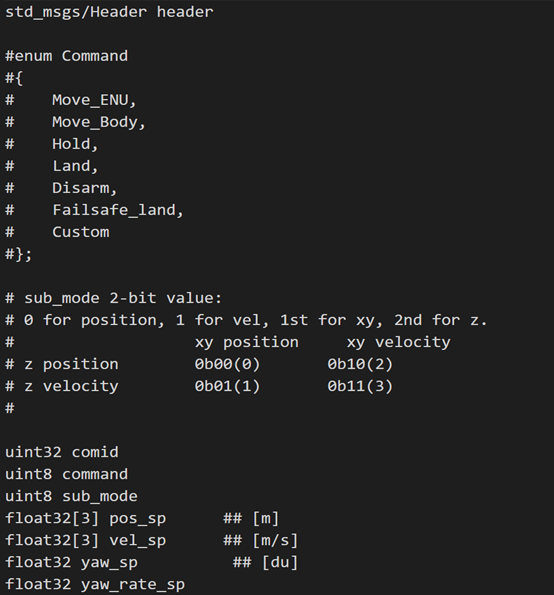 std_msgs/Header header
#enum Command
#{
#    Move_ENU,
#    Move_Body,
#    Hold,
#    Land,
#    Disarm,
#    Failsafe_land,
#    Custom
#};
# sub_mode 2-bit value:
# 0 for position, 1 for vel, 1st for xy, 2nd for z.
#                   xy position     xy velocity
# z position        0b00(0)       0b10(2)
# z velocity        0b01(1)       0b11(3)
#
uint32 comid
uint8 command
uint8 sub_mode
float32[3] pos_sp      ## [m]
float32[3] vel_sp      ## [m/s]
float32 yaw_sp          ## [du]
float32 yaw_rate_sp